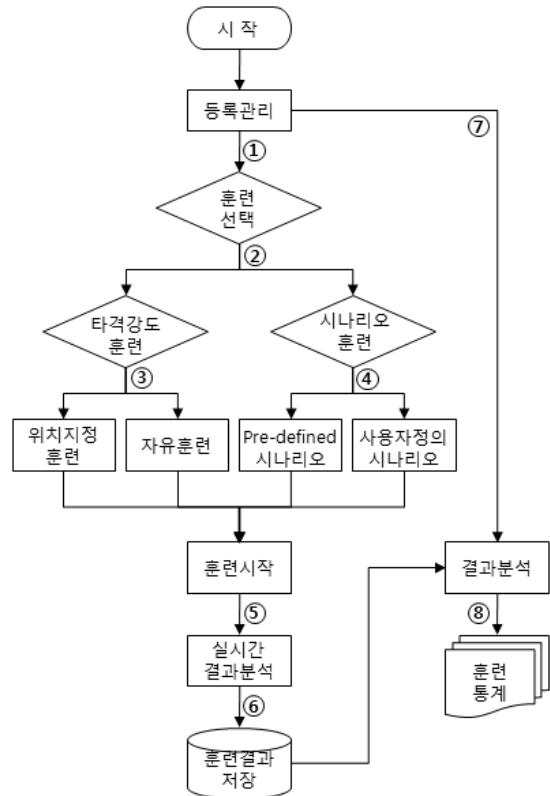 시 작
등록관리
①
⑦
훈련
선택
②
타격강도
훈련
시나리오
훈련
③
④
위치지정
훈련
자유훈련
Pre-defined
시나리오
사용자정의
시나리오
훈련시작
결과분석
⑤
⑧
실시간
결과분석
훈련
통계
⑥
훈련결과
저장